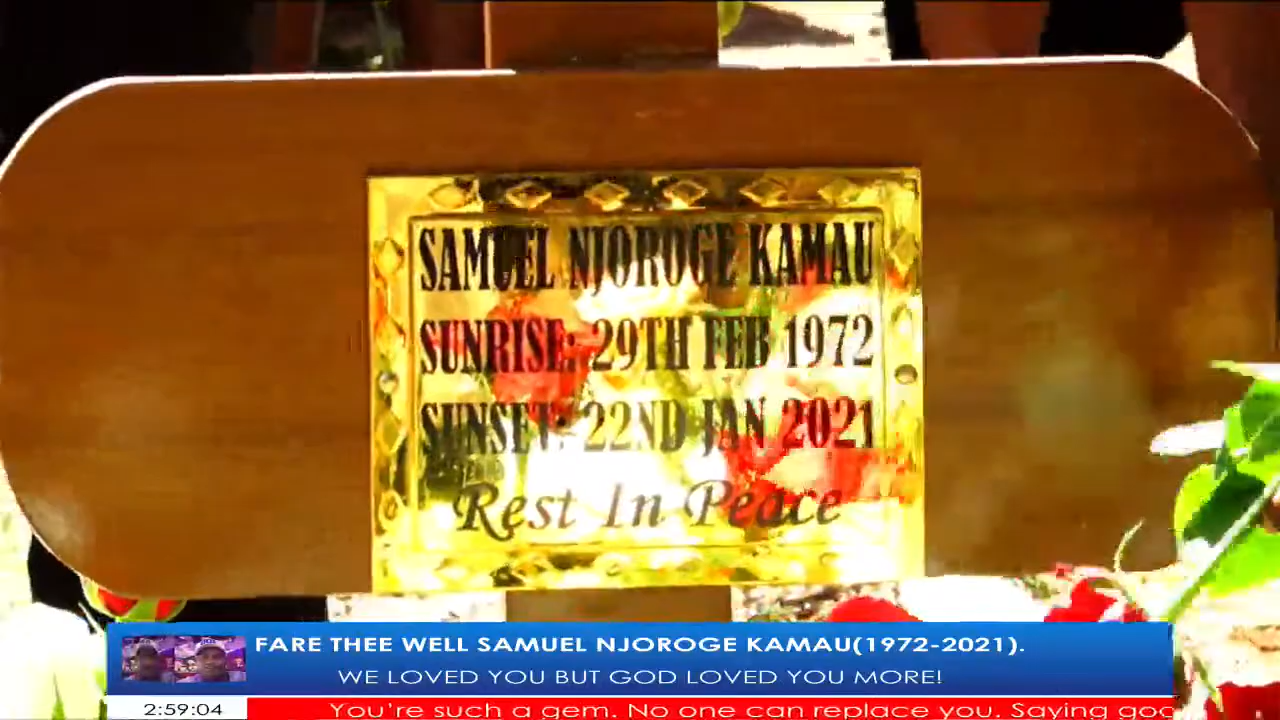 SAMUEL NJOROGE KAMAU
SUNRISE: 29TH FEB 1972
SUNSET: 22ND JAN 2021
Rest In Peace
FARE THEE WELL SAMUEL NJOROGE KAMAU(1972-2021).
WE LOVED YOU BUT GOD LOVED YOU MORE!
2:59:04
You're such a gem. No one can replace you. Saying goo